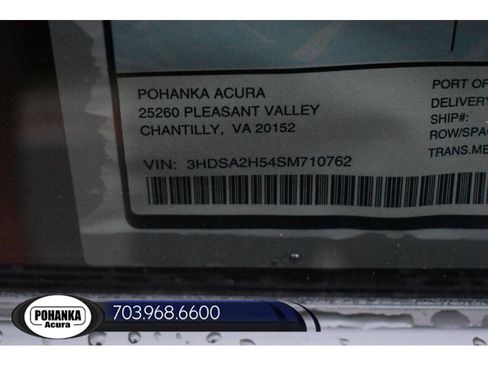 POHANKA ACURA
25260 PLEASANT VALLEY
CHANTILLY, VA 20152
VIN: 3HDSA2H54SM710762
PORT OF
DELIVERY
SHIP#:
ROW/SPA
TRANS.ME
POHANKA
Acura
703.968.6600